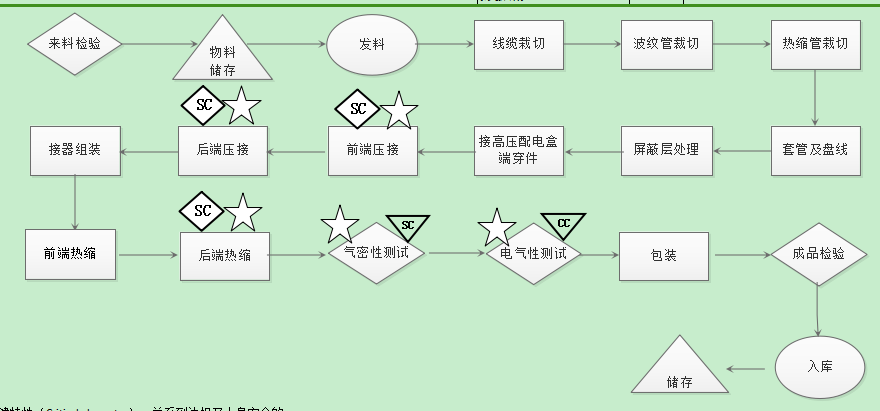 来料检验
物料
储存
发料
线缆裁切
波纹管裁切
热缩管裁切
SC
SC
接器组装
后端压接
前端压接
接高压配电盒
端穿件
屏蔽层处理
套管及盘线
SC
SC
CC
前端热缩
后端热缩
气密性测试
电气性测试
包装
成品检验
储存
入库